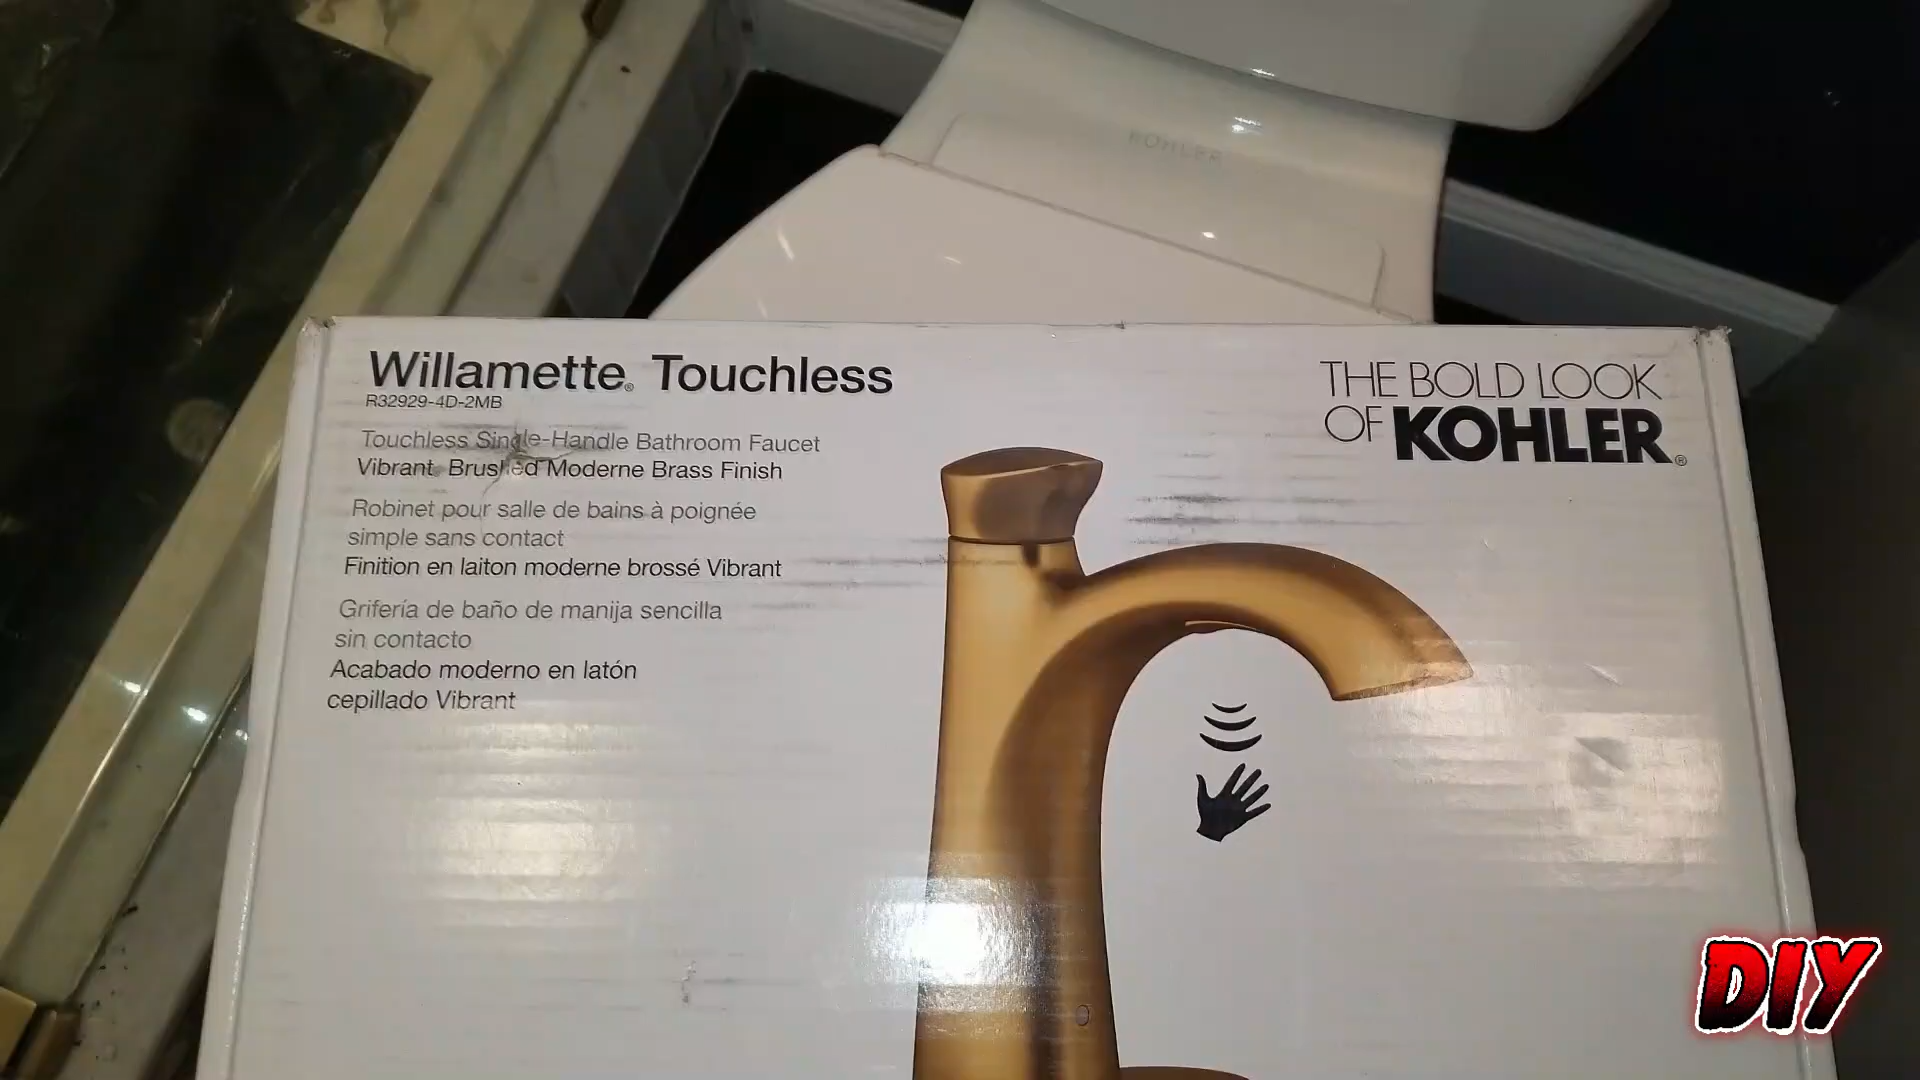 KOHLER
Willamette® Touchless
R32929-4D-2MB
Touchless Single-Handle Bathroom Faucet
Vibrant® Brushed Moderne Brass Finish
Robinet pour salle de bains à poignée
simple sans contact
Finition en laiton moderne brossé Vibrant
Grifería de baño de manija sencilla
sin contacto
Acabado moderno en latón
cepillado Vibrant
THE BOLD LOOK
OF KOHLER®
DIY